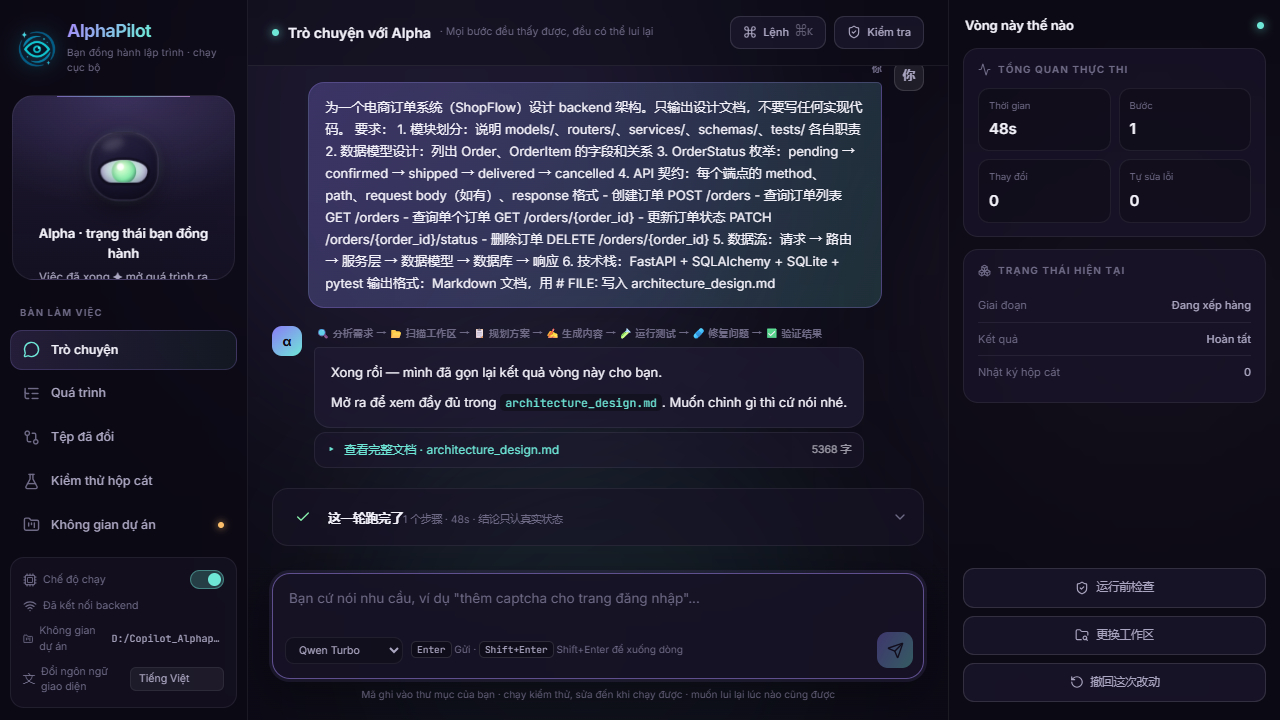 AlphaPilot
Bạn đồng hành lập trình · chạy
cục bộ
Alpha · trạng thái bạn đồng
hành
Việc đã xong ✦ mở quá trình ra
BÀN LÀM VIỆC
Trò chuyện
Quá trình
Tệp đã đổi
Kiểm thử hộp cát
Không gian dự án
Chế độ chạy
Đã kết nối backend
Không gian
dự án
D:/Copilot_Alphap…
Đổi ngôn ngữ
giao diện
Tiếng Việt
Trò chuyện với Alpha · Mọi bước đều thấy được, đều có thể lui lại
Lệnh ⌘K
Kiểm tra
你
你
为一个电商订单系统（ShopFlow）设计 backend 架构。只输出设计文档，不要写任何实现代
码。 要求： 1. 模块划分：说明 models/、routers/、services/、schemas/、tests/ 各自职责
2. 数据模型设计：列出 Order、OrderItem 的字段和关系 3. OrderStatus 枚举：pending →
confirmed → shipped → delivered → cancelled 4. API 契约：每个端点的 method、
path、request body（如有）、response 格式 - 创建订单 POST /orders - 查询订单列表
GET /orders - 查询单个订单 GET /orders/{order_id} - 更新订单状态 PATCH
/orders/{order_id}/status - 删除订单 DELETE /orders/{order_id} 5. 数据流：请求 → 路由
→ 服务层 → 数据模型 → 数据库 → 响应 6. 技术栈：FastAPI + SQLAlchemy + SQLite +
pytest 输出格式：Markdown 文档，用 # FILE: 写入 architecture_design.md
α
🔍 分析需求 → 📂 扫描工作区 → 📋 规划方案 → ✍️ 生成内容 → 🧪 运行测试 → 🩹 修复问题 → ✅ 验证结果
Xong rồi — mình đã gọn lại kết quả vòng này cho bạn.
Mở ra để xem đầy đủ trong architecture_design.md . Muốn chỉnh gì thì cứ nói nhé.
‣ 查看完整文档 · architecture_design.md 5368 字
这一轮跑完了 1 个步骤 · 48s · 结论只认真实状态
Bạn cứ nói nhu cầu, ví dụ "thêm captcha cho trang đăng nhập"...
Qwen Turbo
Enter Gửi · Shift+Enter Shift+Enter để xuống dòng
Mã ghi vào thư mục của bạn · chạy kiểm thử, sửa đến khi chạy được · muốn lui lại lúc nào cũng được
Vòng này thế nào
TỔNG QUAN THỰC THI
Thời gian
48s
Bước
1
Thay đổi
0
Tự sửa lỗi
0
TRẠNG THÁI HIỆN TẠI
Giai đoạn Đang xếp hàng
Kết quả Hoàn tất
Nhật ký hộp cát 0
运行前检查
更换工作区
撤回这次改动